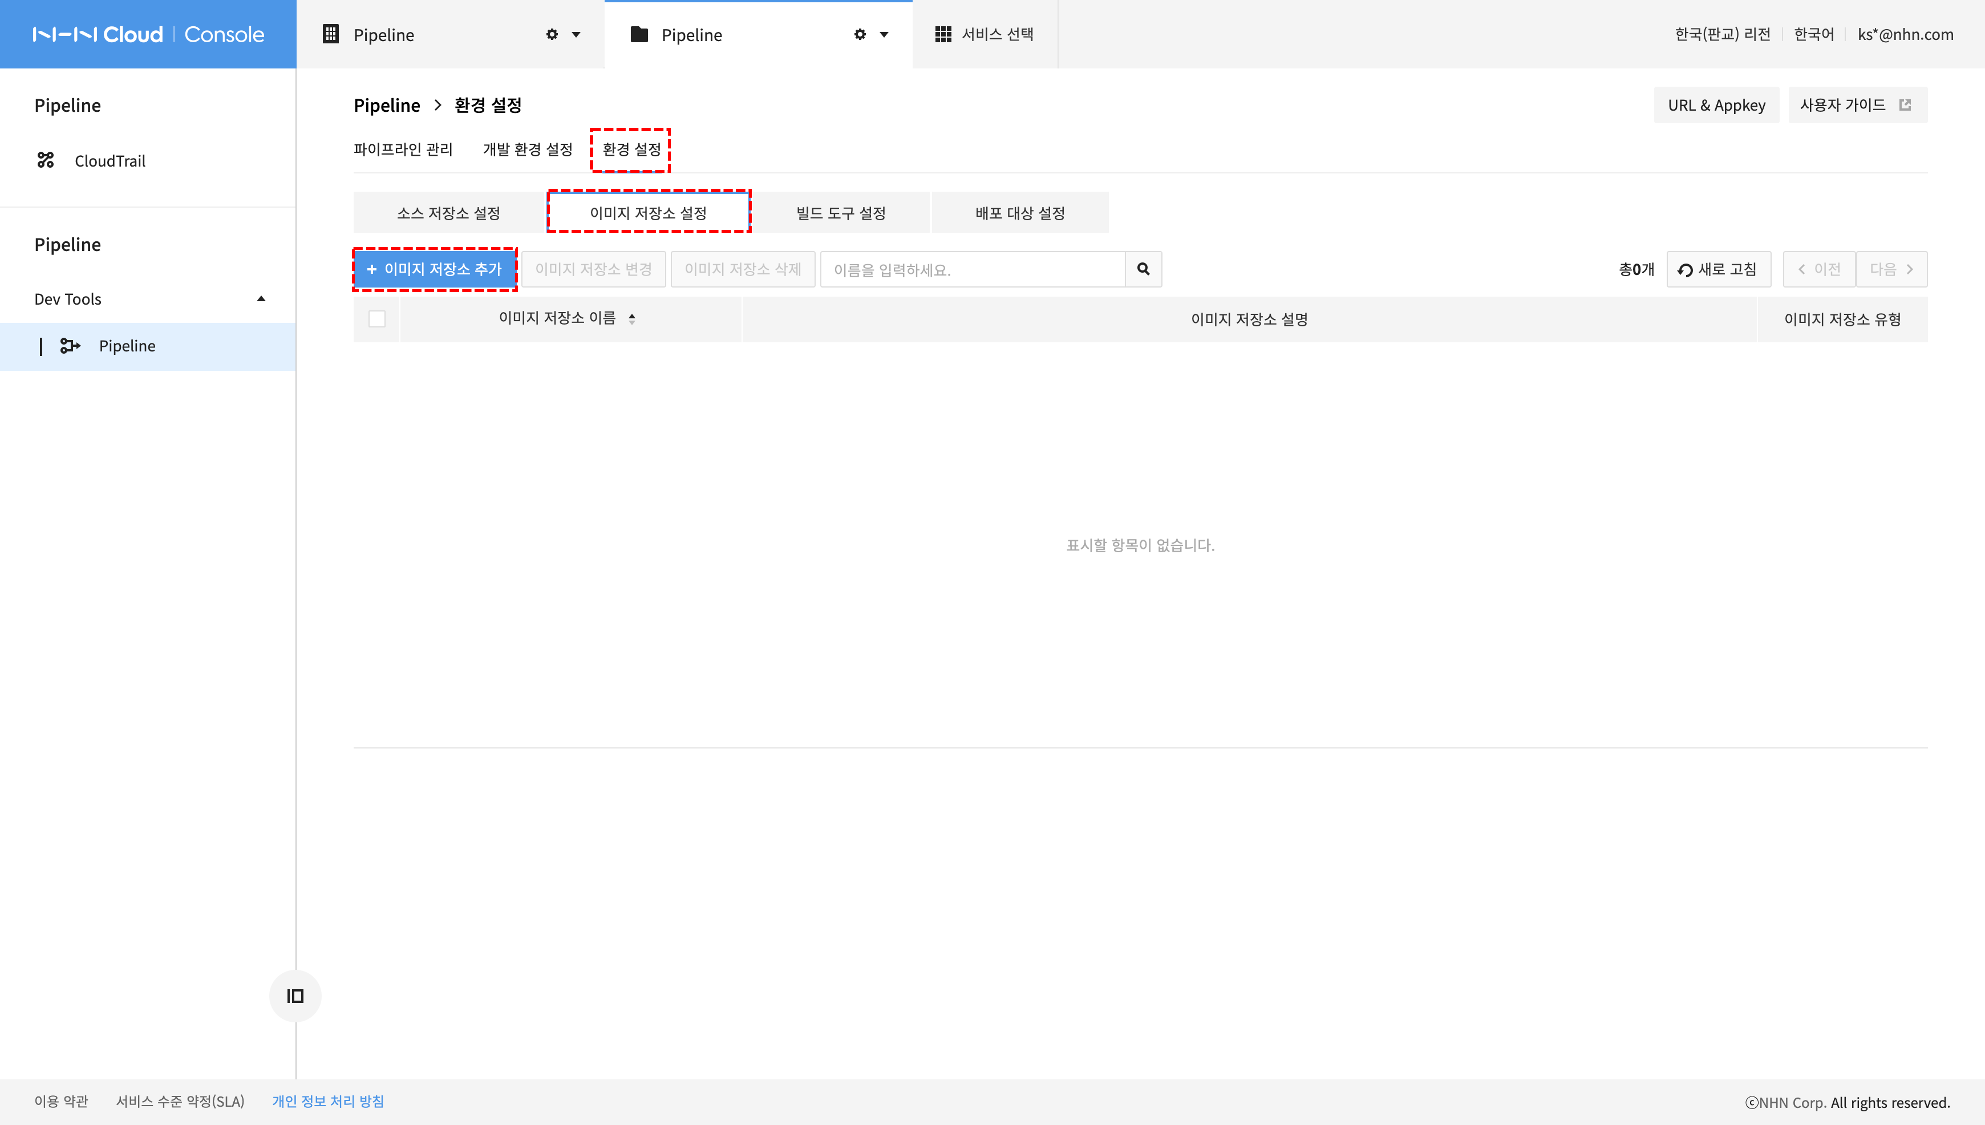 NHN Cloud | Console
Pipeline
Pipeline
서비스 선택
한국(판교) 리전
한국어
ks*@nhn.com
Pipeline
CloudTrail
Pipeline
Dev Tools
Pipeline
Pipeline > 환경 설정
URL & Appkey
사용자 가이드
파이프라인 관리
개발 환경 설정
환경 설정
소스 저장소 설정
이미지 저장소 설정
빌드 도구 설정
배포 대상 설정
+ 이미지 저장소 추가
이미지 저장소 변경
이미지 저장소 삭제
이름을 입력하세요.
총0개
새로 고침
< 이전
다음 >
이미지 저장소 이름
이미지 저장소 설명
이미지 저장소 유형
표시할 항목이 없습니다.
이용 약관
서비스 수준 약정(SLA)
개인 정보 처리 방침
ⓒNHN Corp. All rights reserved.